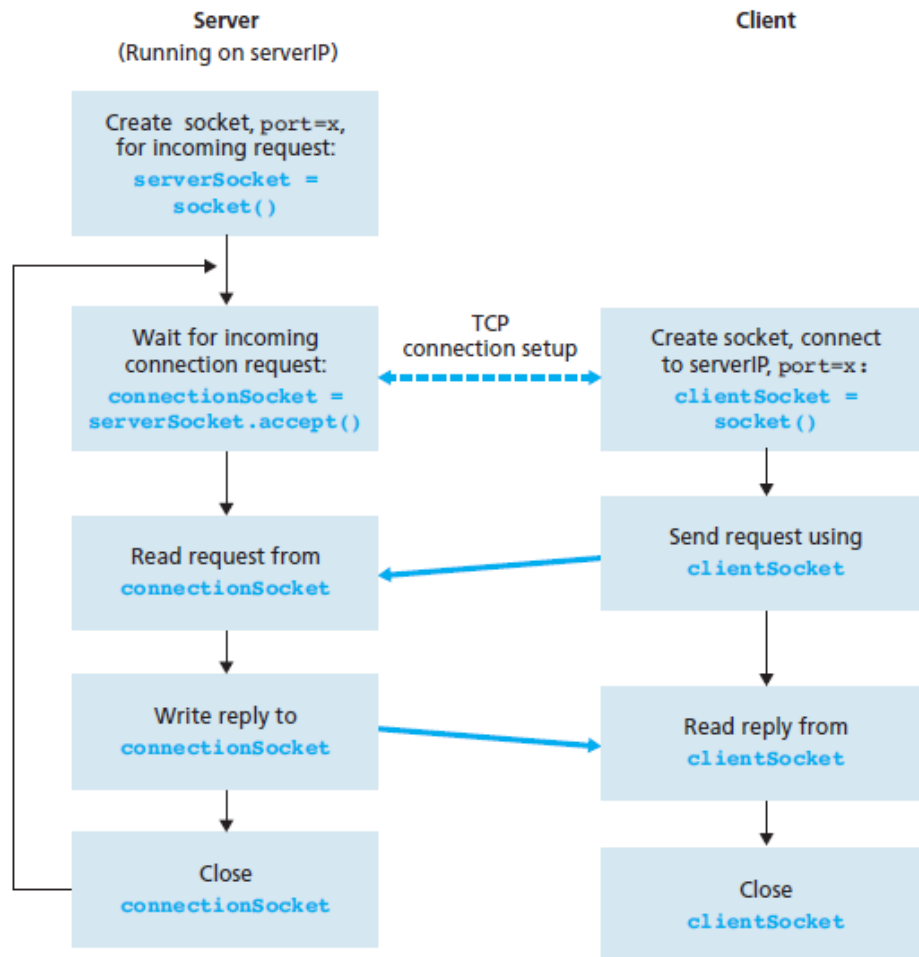 Server
(Running on serverIP)
Client
Create socket, port=x,
for incoming request:
serverSocket =
socket()
Wait for incoming
connection request:
connectionSocket =
serverSocket.accept()
TCP
connection setup
Create socket, connect
to serverIP, port=x:
clientSocket =
socket()
Read request from
connectionSocket
Send request using
clientSocket
Write reply to
connectionSocket
Read reply from
clientSocket
Close
connectionSocket
Close
clientSocket